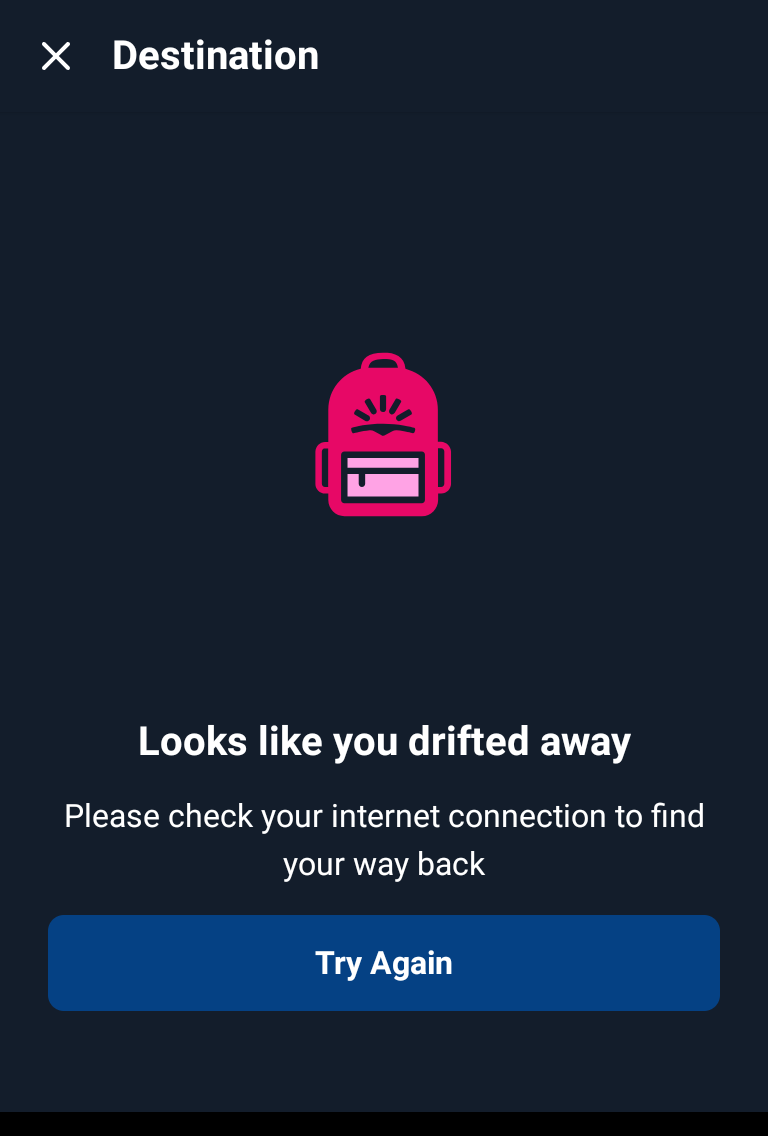 Destination
Looks like you drifted away
Please check your internet connection to find
your way back
Try Again